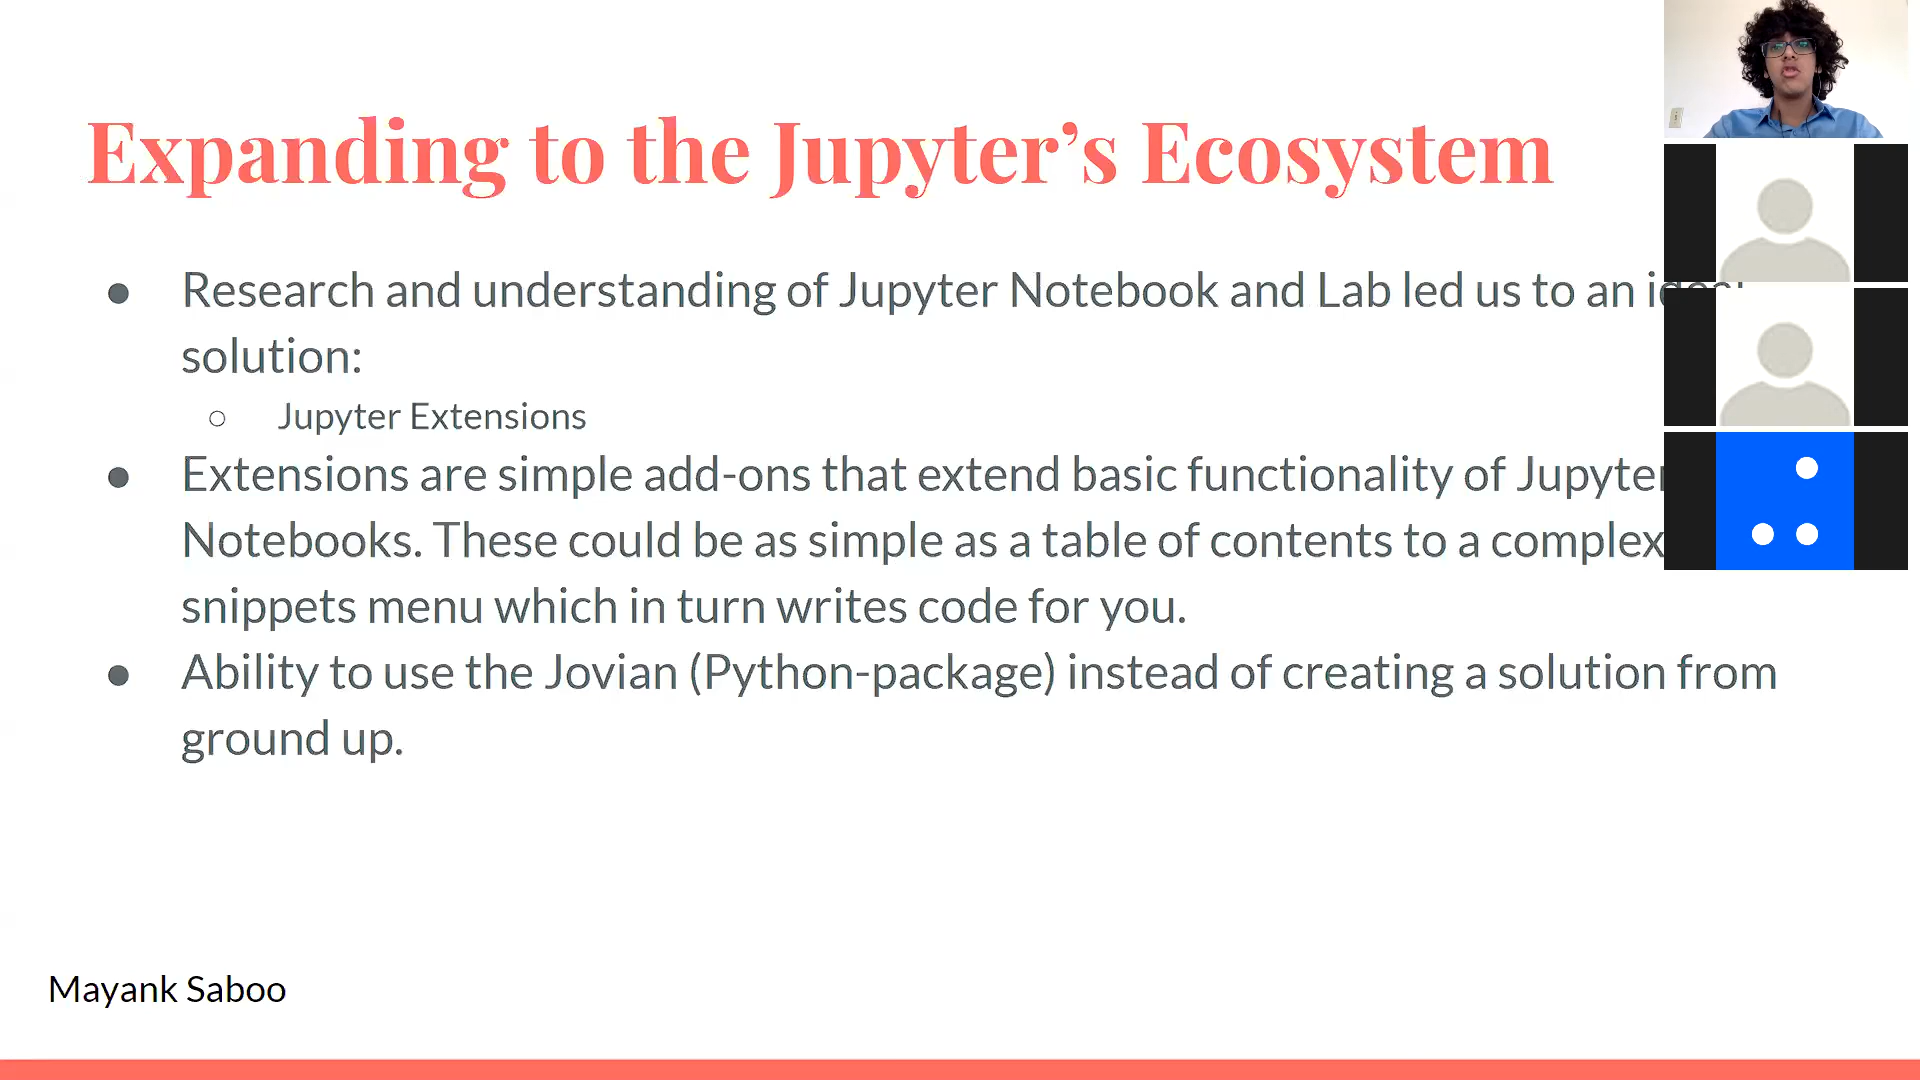 Expanding to the Jupyter’s Ecosystem
● Research and understanding of Jupyter Notebook and Lab led us to an ideal
solution:
○ Jupyter Extensions
● Extensions are simple add-ons that extend basic functionality of Jupyter
Notebooks. These could be as simple as a table of contents to a complex
snippets menu which in turn writes code for you.
● Ability to use the Jovian (Python-package) instead of creating a solution from
ground up.
Mayank Saboo